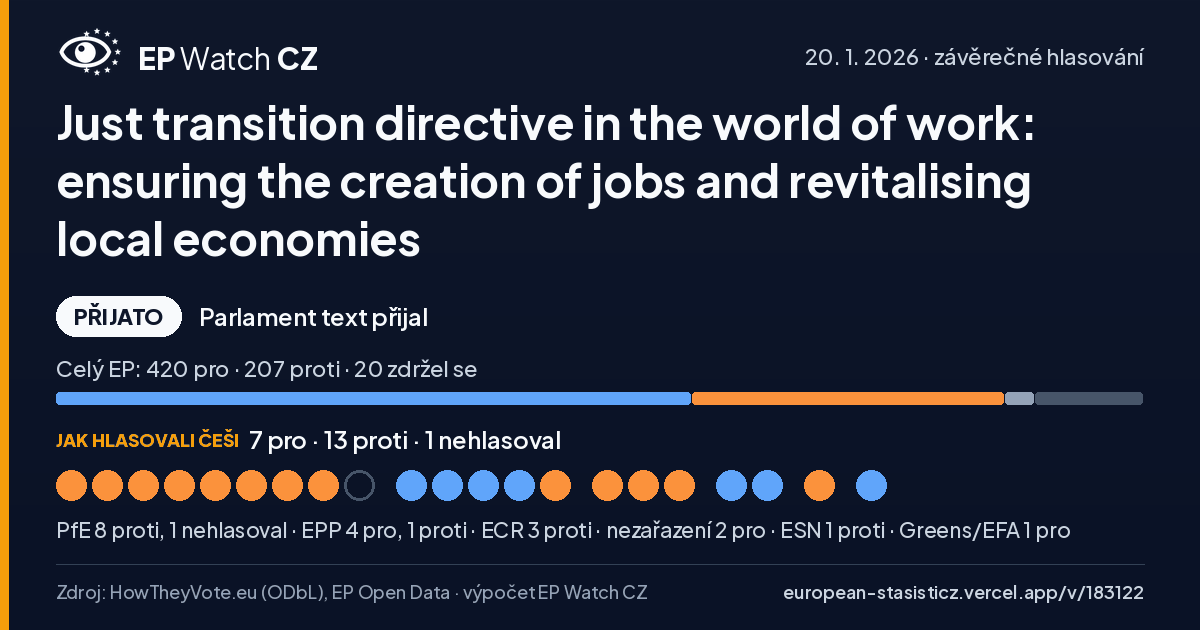 EP Watch CZ
20. 1. 2026 · závěrečné hlasování
Just transition directive in the world of work:
ensuring the creation of jobs and revitalising
local economies
PŘIJATO Parlament text přijal
Celý EP: 420 pro · 207 proti · 20 zdržel se
JAK HLASOVALI ČEŠI 7 pro · 13 proti · 1 nehlasoval
PfE 8 proti, 1 nehlasoval · EPP 4 pro, 1 proti · ECR 3 proti · nezařazení 2 pro · ESN 1 proti · Greens/EFA 1 pro
Zdroj: HowTheyVote.eu (ODbL), EP Open Data · výpočet EP Watch CZ
european-stasisticz.vercel.app/v/183122